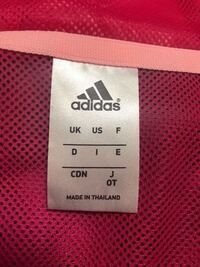 adidas®
UK US F
D I E
CDN J
OT
MADE IN THAILAND